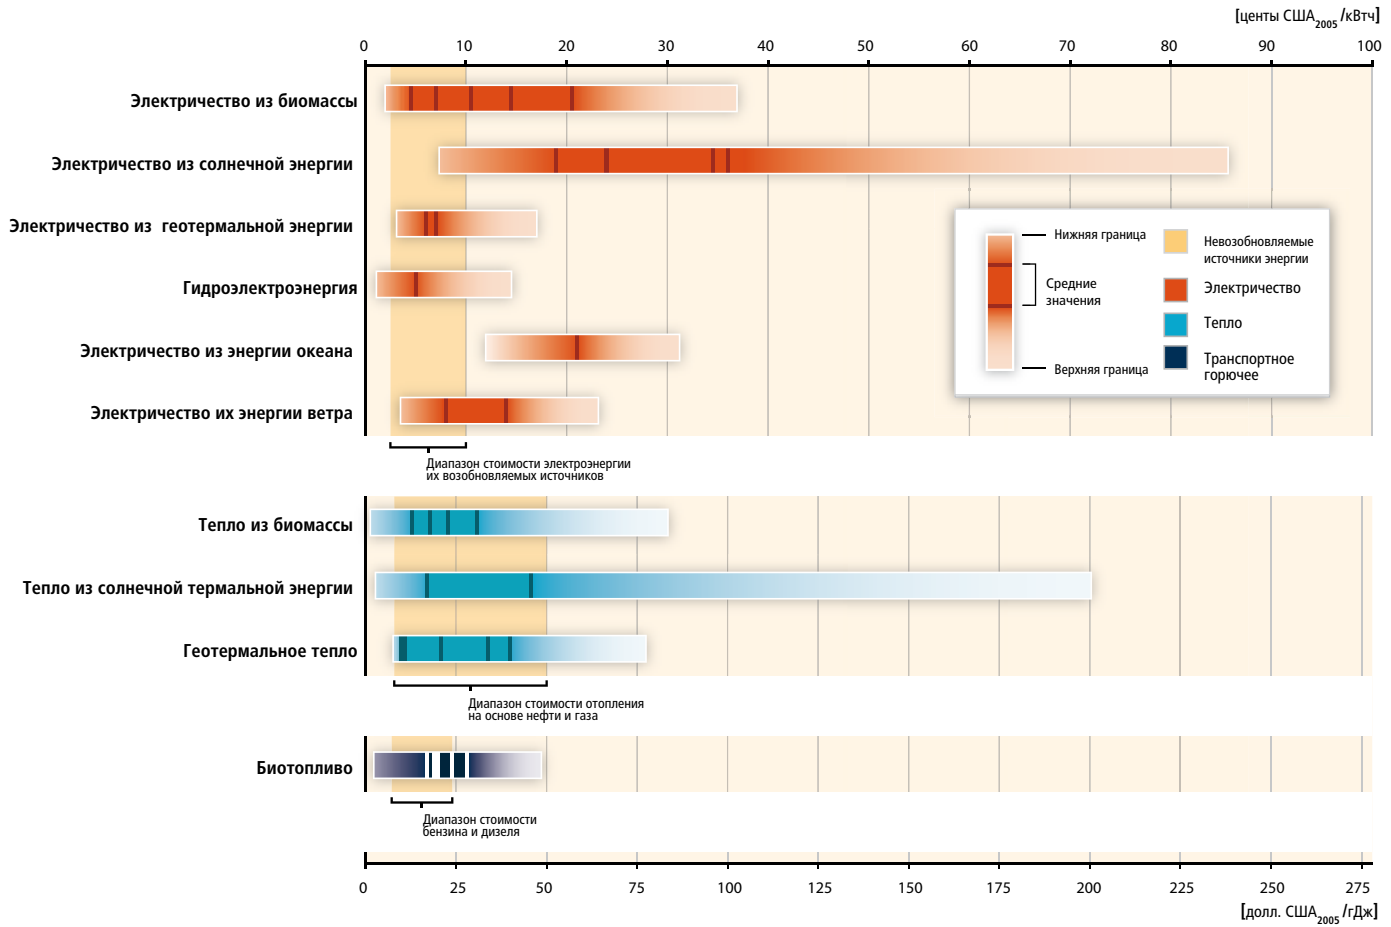 [центы США2005/кВтч]
0 10 20 30 40 50 60 70 80 90 100
Электричество из биомассы
Электричество из солнечной энергии
Электричество из геотермальной энергии
Гидроэлектроэнергия
Электричество из энергии океана
Электричество их энергии ветра
Нижняя граница
Средние
значения
Верхняя граница
Невозобновляемые
источники энергии
Электричество
Тепло
Транспортное
горючее
Диапазон стоимости электроэнергии
их возобновляемых источников
Тепло из биомассы
Тепло из солнечной термальной энергии
Геотермальное тепло
Диапазон стоимости отопления
на основе нефти и газа
Биотопливо
Диапазон стоимости
бензина и дизеля
0 25 50 75 100 125 150 175 200 225 250 275
[долл. США2005/гДж]